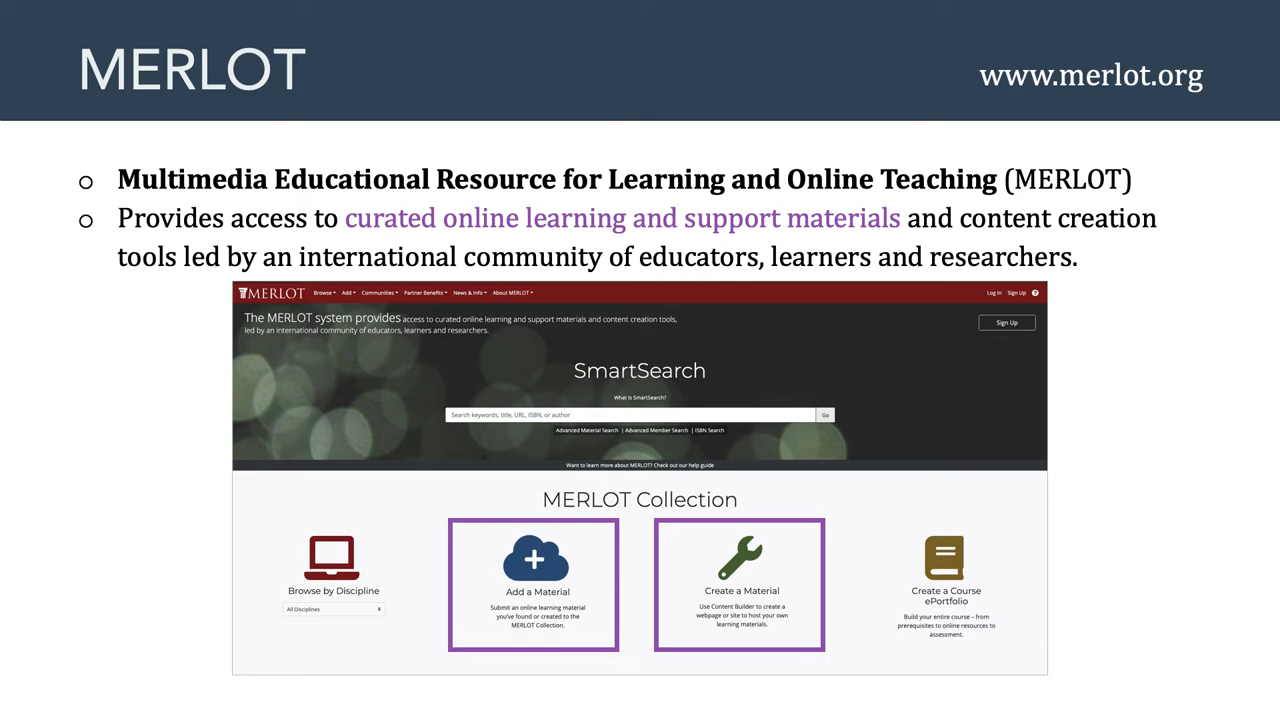 MERLOT
www.merlot.org
Multimedia Educational Resource for Learning and Online Teaching (MERLOT)
Provides access to curated online learning and support materials and content creation
tools led by an international community of educators, learners and researchers.
MERLOT Browse Add Communities Partner Benefits News & Info About MERLOT Log In Sign Up ?
The MERLOT system provides access to curated online learning and support materials and content creation tools,
led by an international community of educators, learners and researchers.
Sign Up
SmartSearch
What is SmartSearch?
Search keywords, title, URL, ISBN, or author Go
Advanced Material Search | Advanced Member Search | ISBN Search
Want to learn more about MERLOT? Check out our help guide
MERLOT Collection
Browse by Discipline
All Disciplines
Add a Material
Submit an online learning material
you've found or created to the
MERLOT Collection.
Create a Material
Use Content Builder to create a
webpage or site to host your own
learning materials.
Create a Course
ePortfolio
Build your entire course – from
prerequisites to online resources to
assessment.